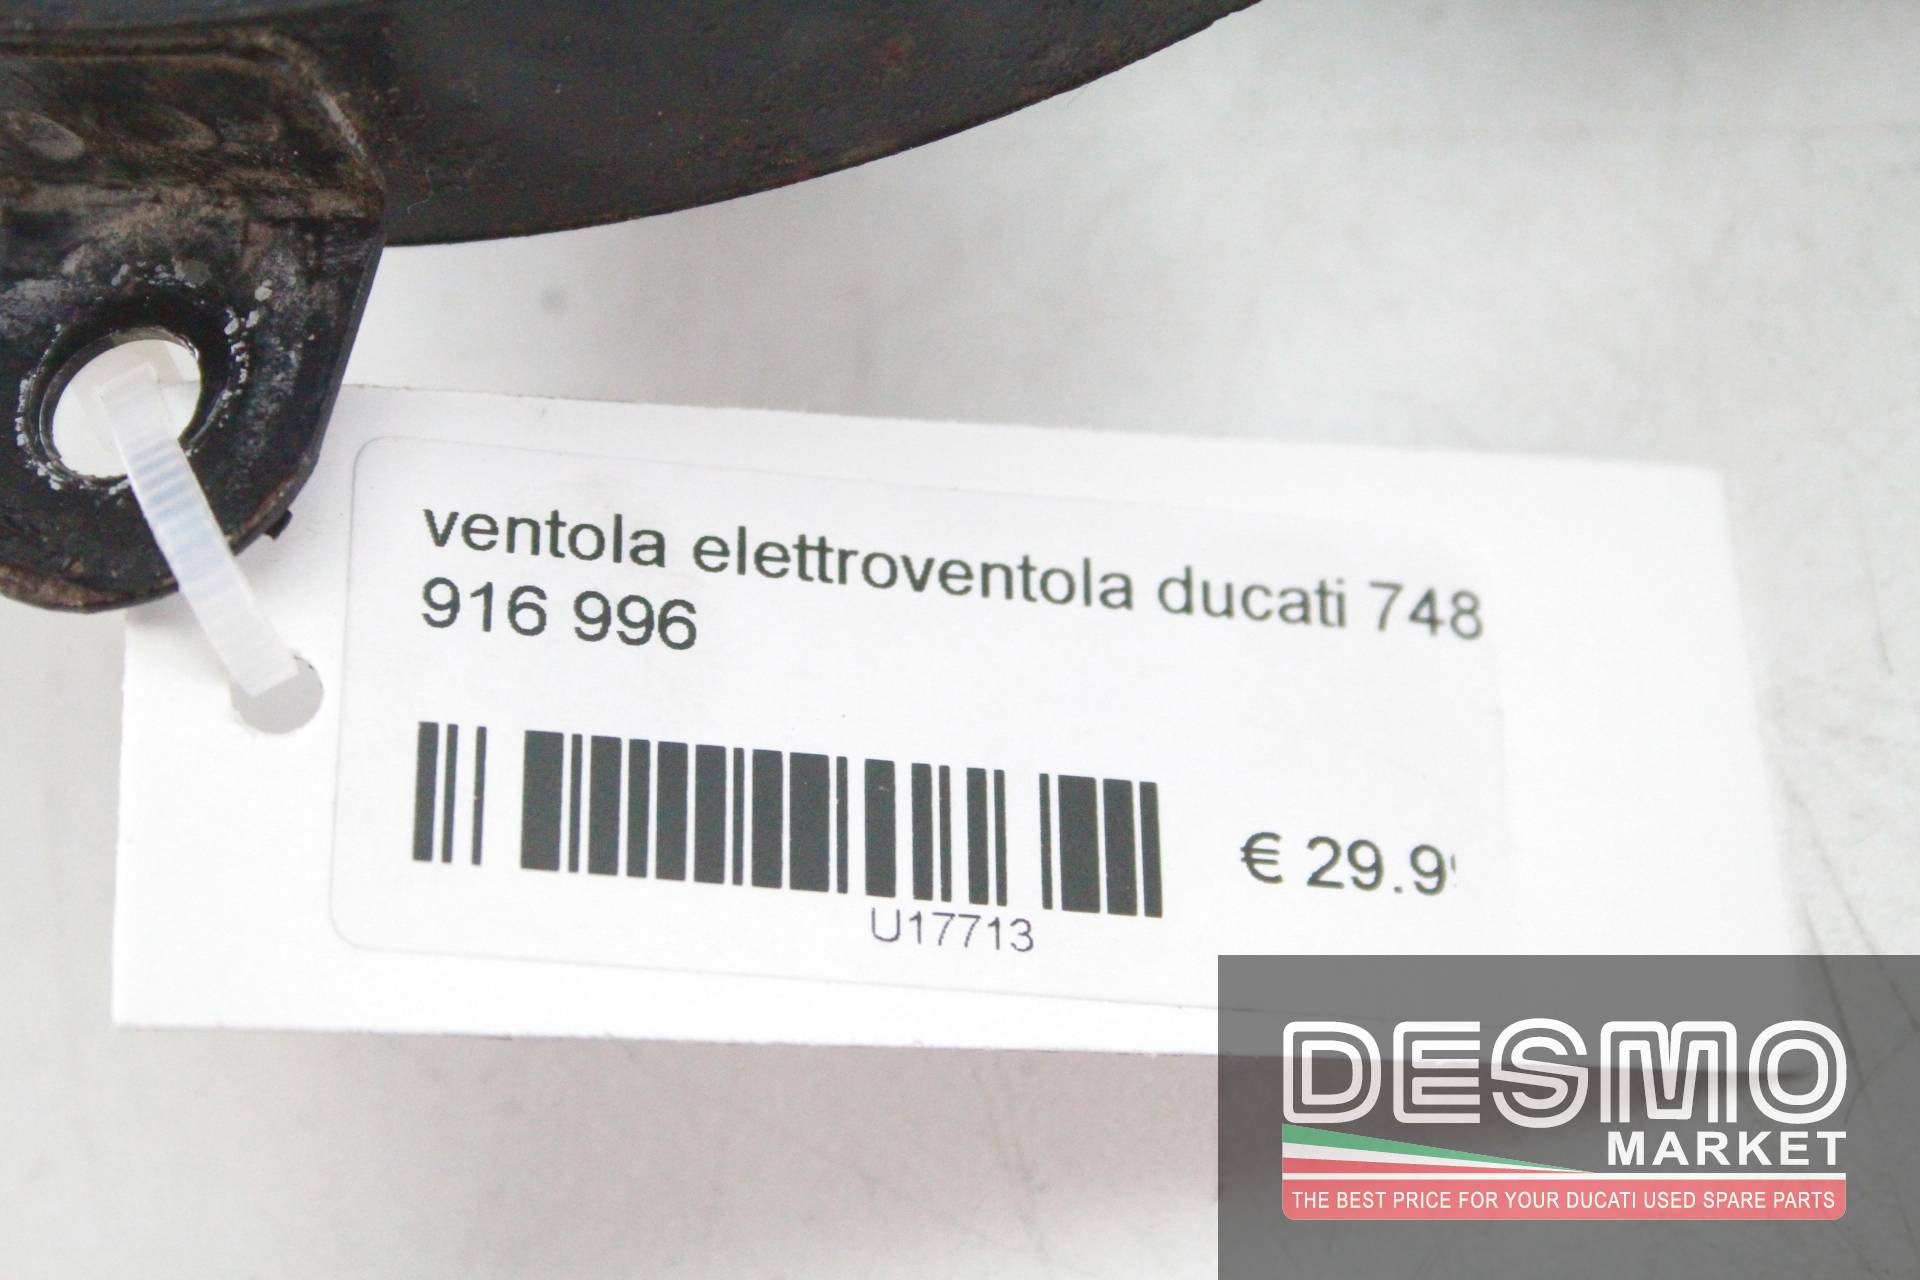 ventola elettroventola ducati 748
916 996
€ 29.9
U17713
DESMO
MARKET
THE BEST PRICE FOR YOUR DUCATI USED SPARE PARTS